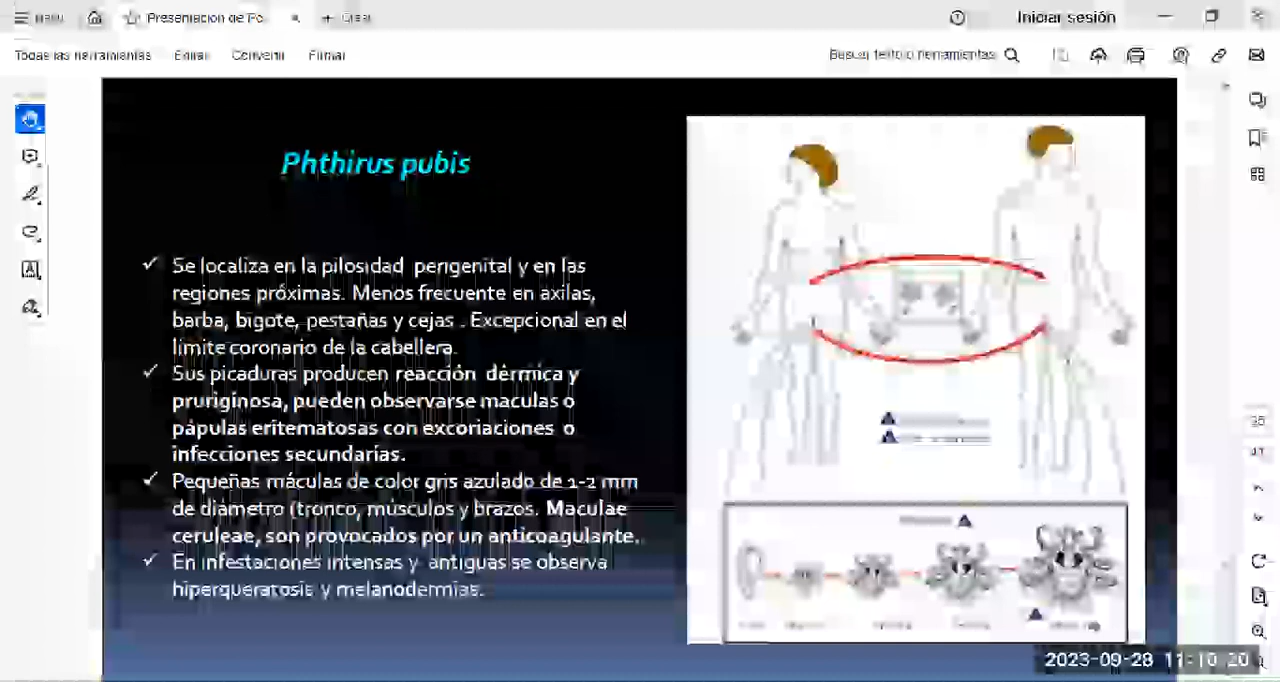 Menú
Presentación de Po
Crear
Iniciar sesión
Todas las herramientas Editar Convertir Firmar
Buscar texto o herramientas
Phthirus pubis
Se localiza en la pilosidad perigenital y en las
regiones próximas. Menos frecuente en axilas,
barba, bigote, pestañas y cejas . Excepcional en el
límite coronario de la cabellera.
Sus picaduras producen reacción dérmica y
pruriginosa, pueden observarse maculas o
pápulas eritematosas con excoriaciones o
infecciones secundarias.
Pequeñas máculas de color gris azulado de 1-2 mm
de diámetro (tronco, músculos y brazos. Maculae
ceruleae, son provocados por un anticoagulante.
En infestaciones intensas y antiguas se observa
hiperqueratosis y melanodermias.
2023-09-28 11:10:20